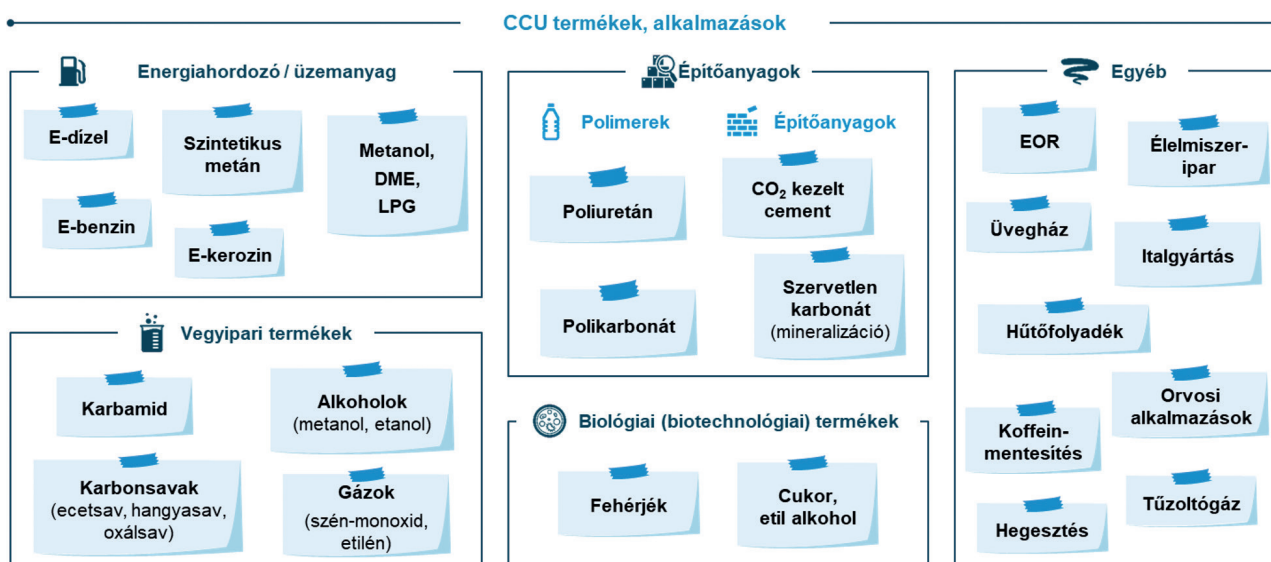 CCU termékek, alkalmazások
Energiahordozó / üzemanyag
E-dízel
Szintetikus
metán
Metanol,
DME,
LPG
E-benzin
E-kerozin
Vegyipari termékek
Karbamid
Alkoholok
(metanol, etanol)
Karbonsavak
(ecetsav, hangyasav,
oxálsav)
Gázok
(szén-monoxid,
etilén)
Építőanyagok
Polimerek
Építőanyagok
Poliuretán
CO₂ kezelt
cement
Polikarbonát
Szervetlen
karbonát
(mineralizáció)
Biológiai (biotechnológiai) termékek
Fehérjék
Cukor,
etil alkohol
Egyéb
EOR
Élelmiszer-
ipar
Üvegház
Italgyártás
Hűtőfolyadék
Orvosi
alkalmazások
Koffein-
mentesítés
Tűzoltógáz
Hegesztés